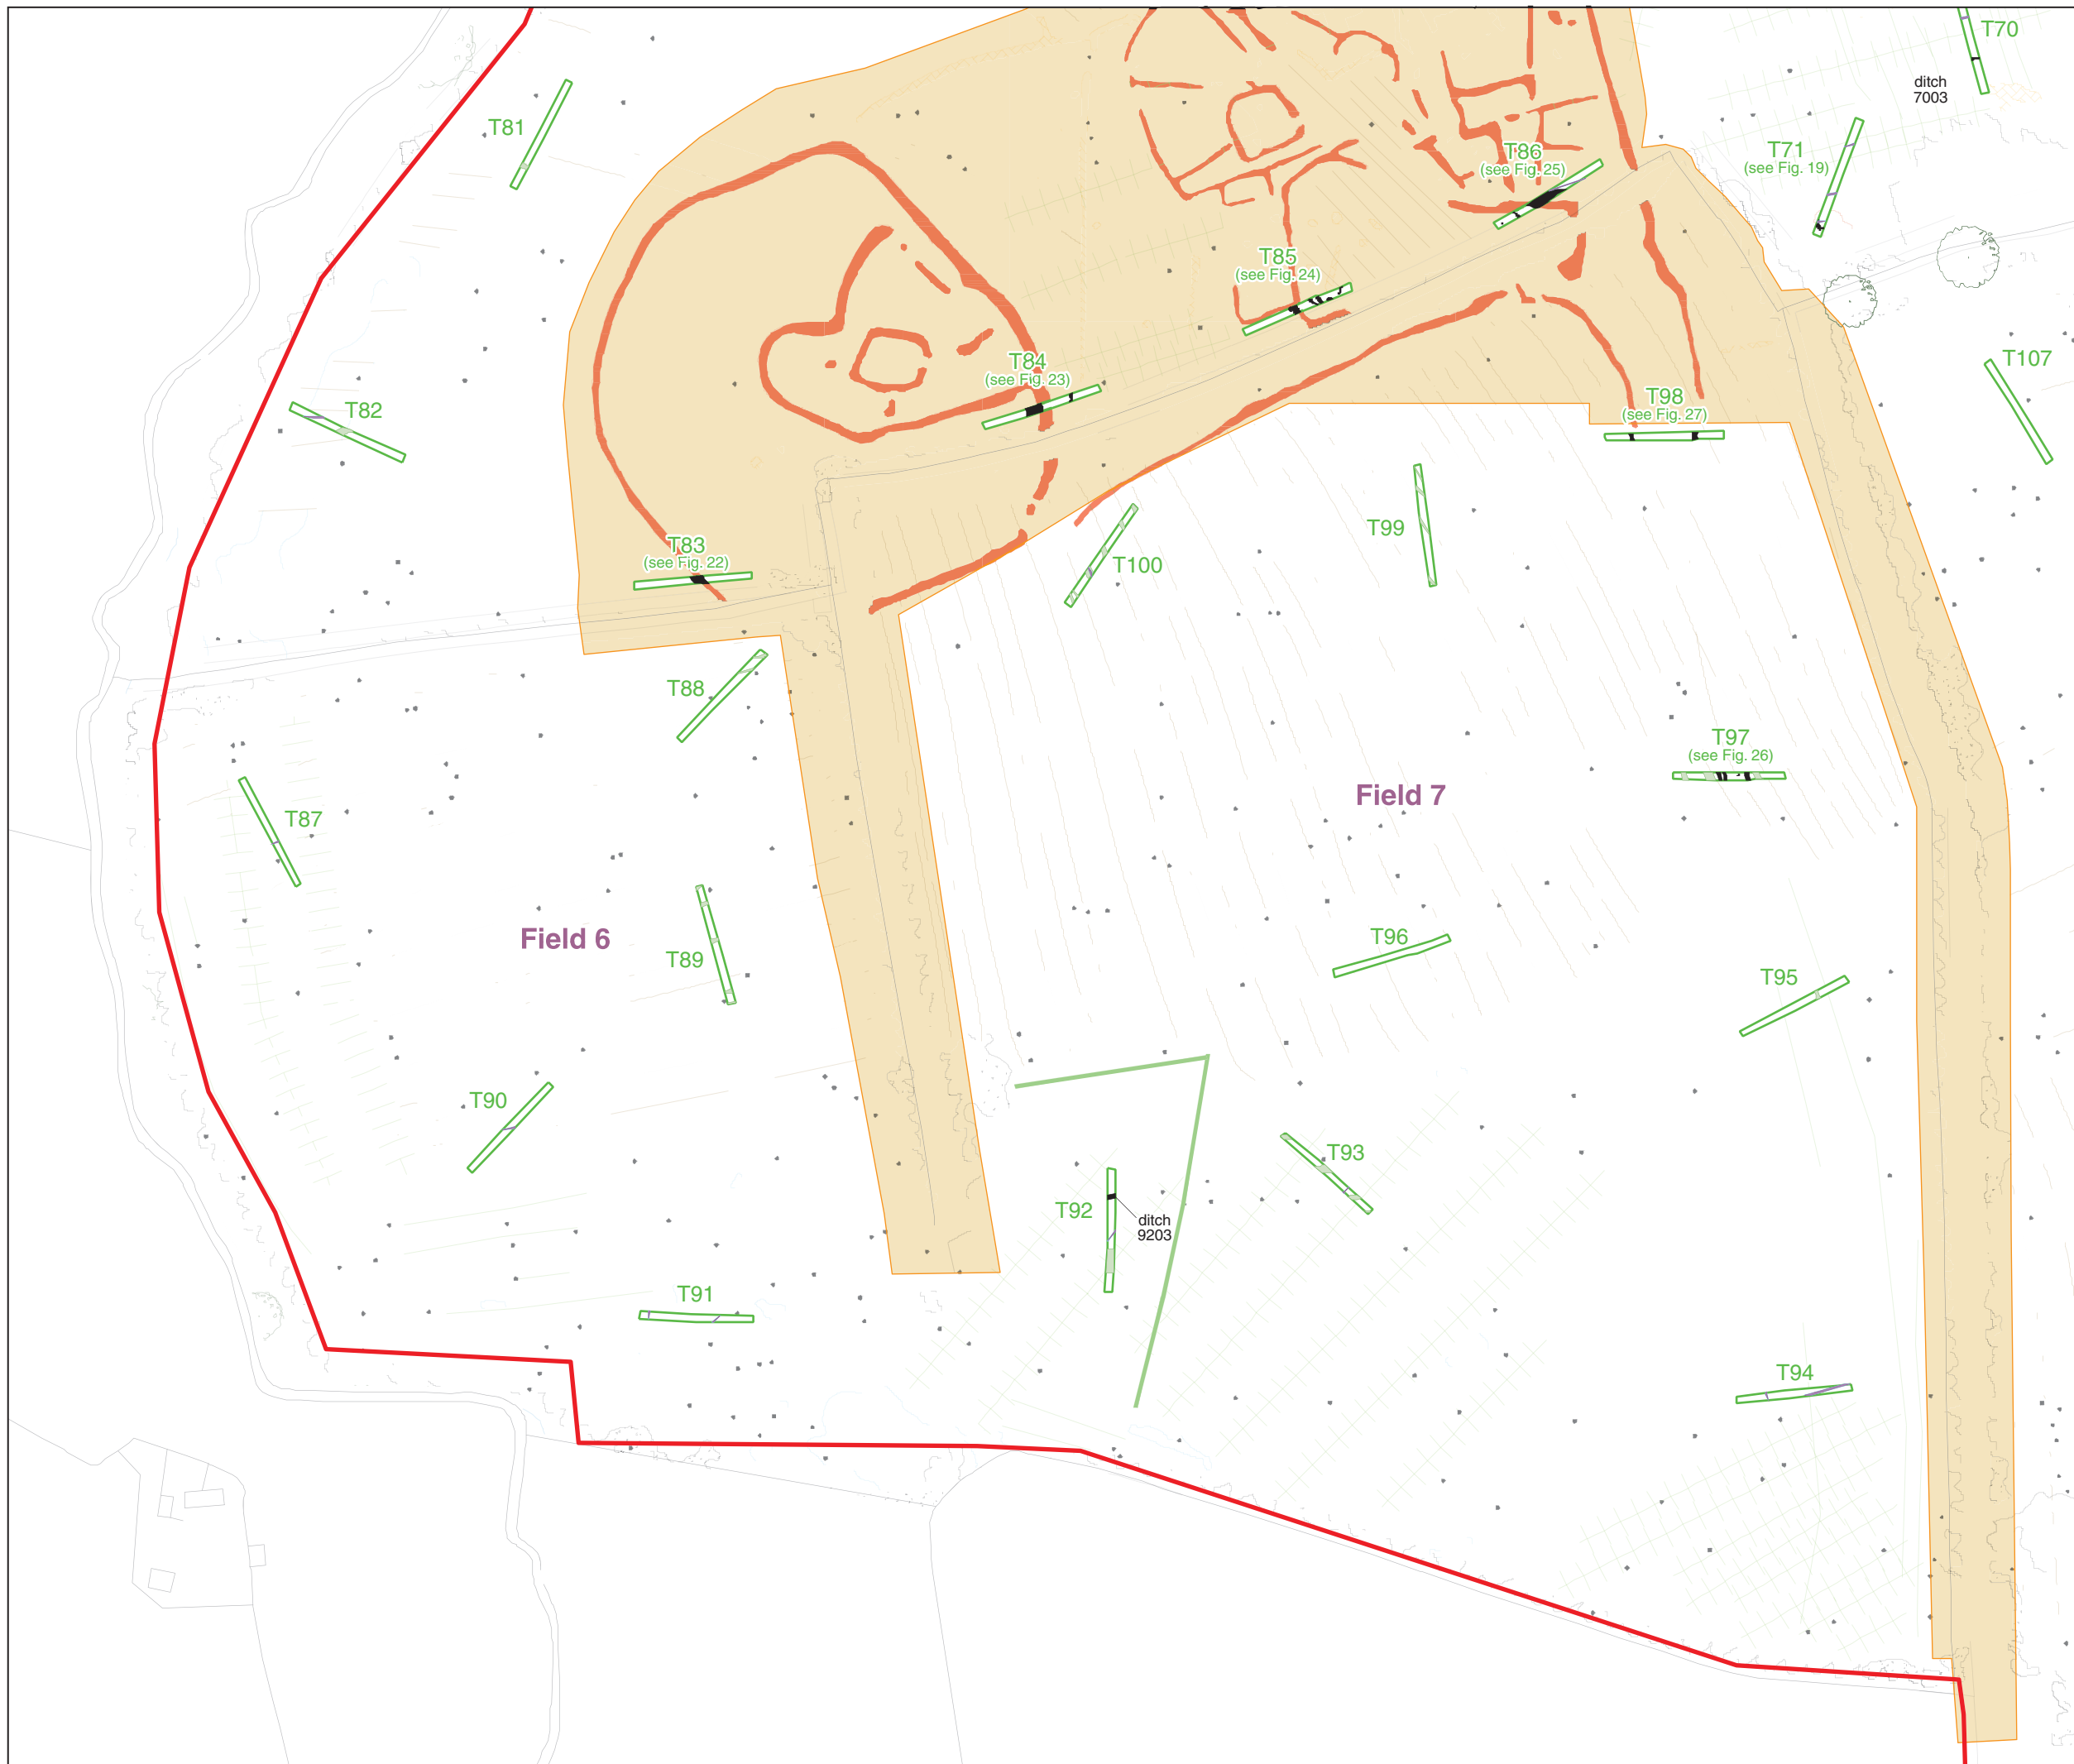 T70
ditch
7003
T81
T71
(see Fig. 19)
T86
(see Fig. 25)
T85
(see Fig. 24)
T84
(see Fig. 23)
T107
T82
T98
(see Fig. 27)
T83
(see Fig. 22)
T99
T100
T88
T97
(see Fig. 26)
Field 7
T87
Field 6
T89
T96
T95
T90
T93
T92
ditch
9203
T91
T94